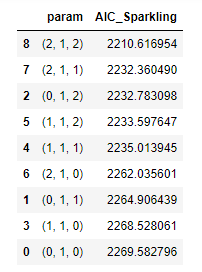 param AIC_Sparkling
8 (2, 1, 2) 2210.616954
7 (2, 1, 1) 2232.360490
2 (0, 1, 2) 2232.783098
5 (1, 1, 2) 2233.597647
4 (1, 1, 1) 2235.013945
6 (2, 1, 0) 2262.035601
1 (0, 1, 1) 2264.906439
3 (1, 1, 0) 2268.528061
0 (0, 1, 0) 2269.582796